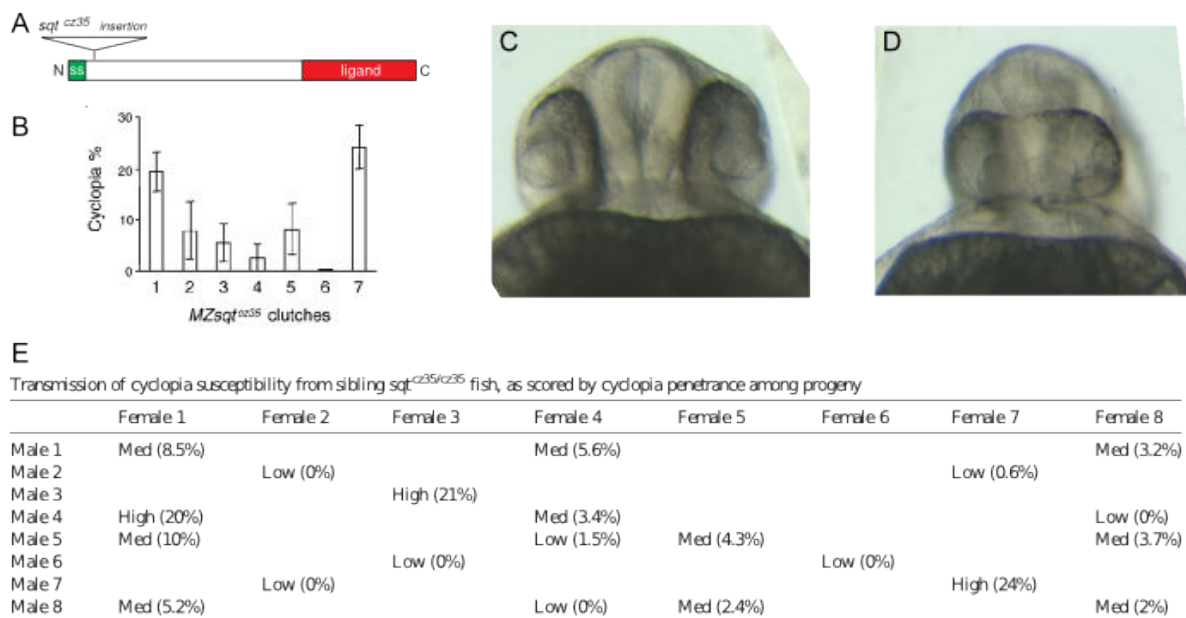 A
sqt cz35 insertion
N ss ligand C
B
30
20
10
0
Cyclopia %
1 2 3 4 5 6 7
MZsqt cz35 clutches
C
D
E
Transmission of cyclopia susceptibility from sibling sqt cz35/cz35 fish, as scored by cyclopia penetrance among progeny
Female 1 Female 2 Female 3 Female 4 Female 5 Female 6 Female 7 Female 8
Male 1 Med (8.5%) Med (5.6%) Med (3.2%)
Male 2 Low (0%) Low (0.6%)
Male 3 High (21%)
Male 4 High (20%) Med (3.4%) Low (0%)
Male 5 Med (10%) Low (1.5%) Med (4.3%) Med (3.7%)
Male 6 Low (0%) Low (0%)
Male 7 Low (0%) High (24%)
Male 8 Med (5.2%) Low (0%) Med (2.4%) Med (2%)